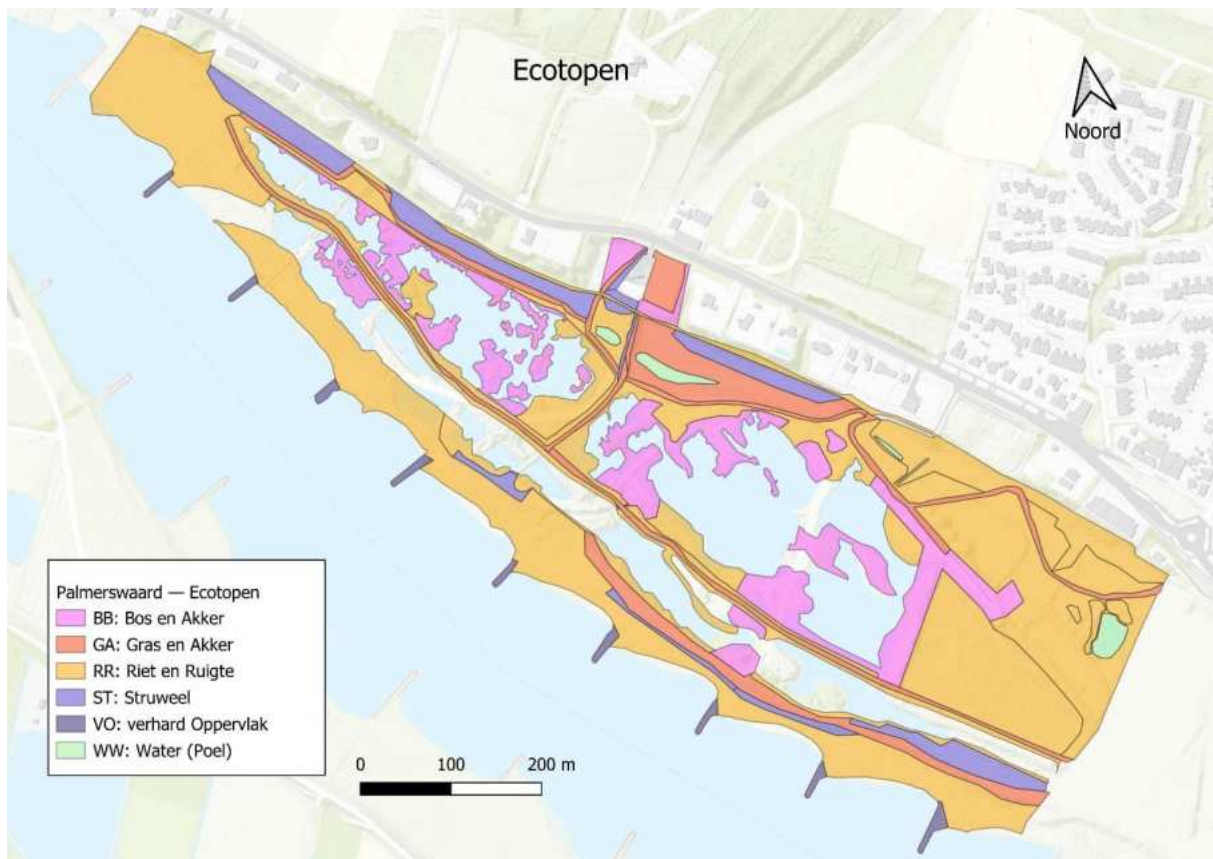 Ecotopen
Noord
Palmerswaard — Ecotopen
BB: Bos en Akker
GA: Gras en Akker
RR: Riet en Ruigte
ST: Struweel
VO: verhard Oppervlak
WW: Water (Poel)
0 100 200 m